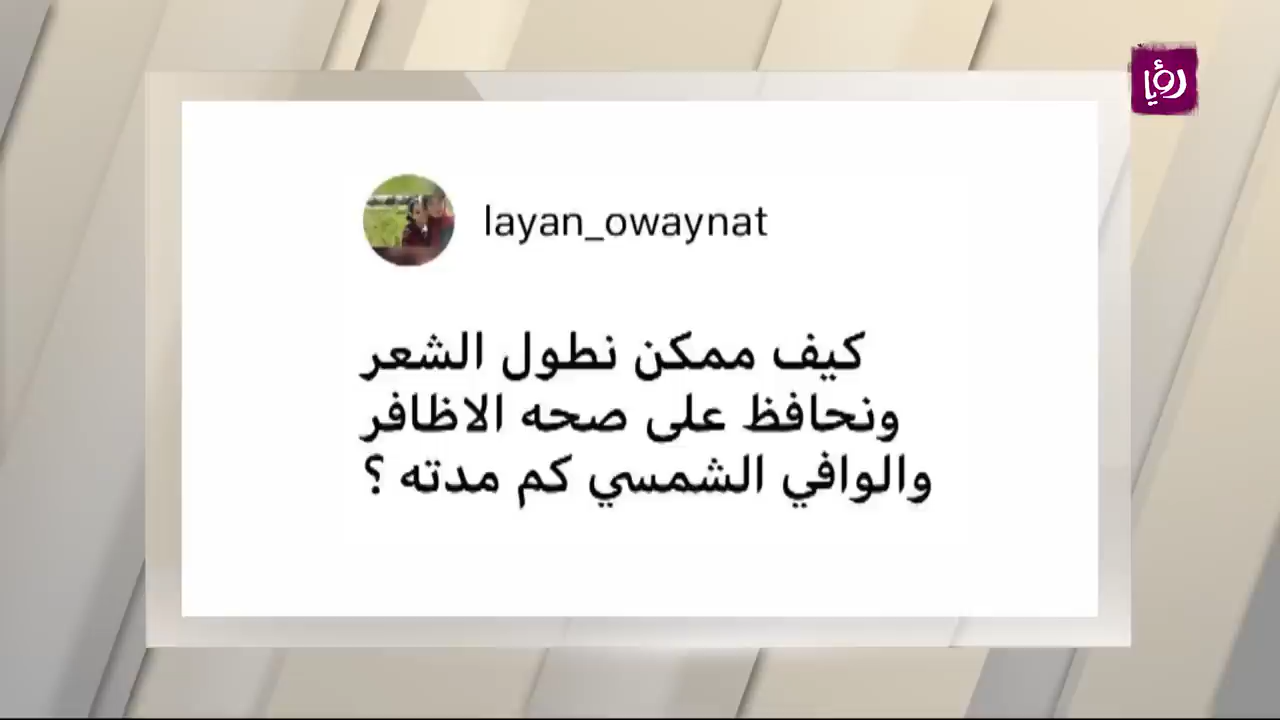 رؤيا
layan_owaynat
كيف ممكن نطول الشعر
ونحافظ على صحه الاظافر
والوافي الشمسي كم مدته ؟